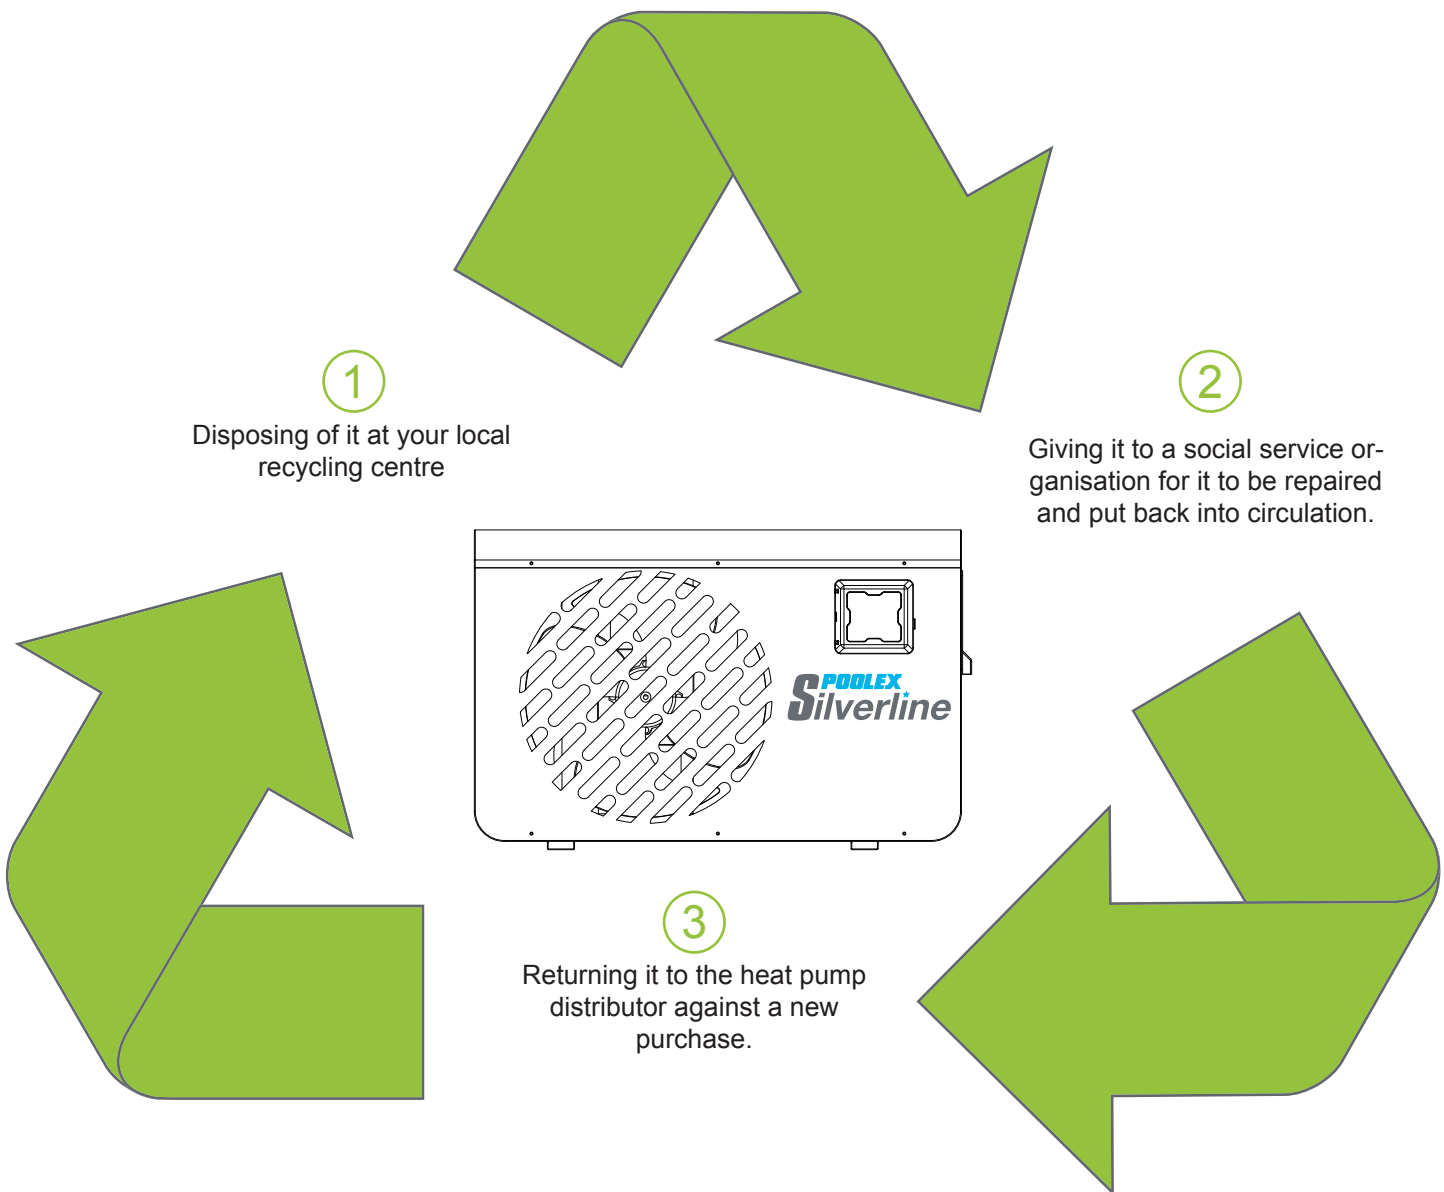 1
Disposing of it at your local
recycling centre
2
Giving it to a social service or-
ganisation for it to be repaired
and put back into circulation.
POOLEX
Silverline
3
Returning it to the heat pump
distributor against a new
purchase.